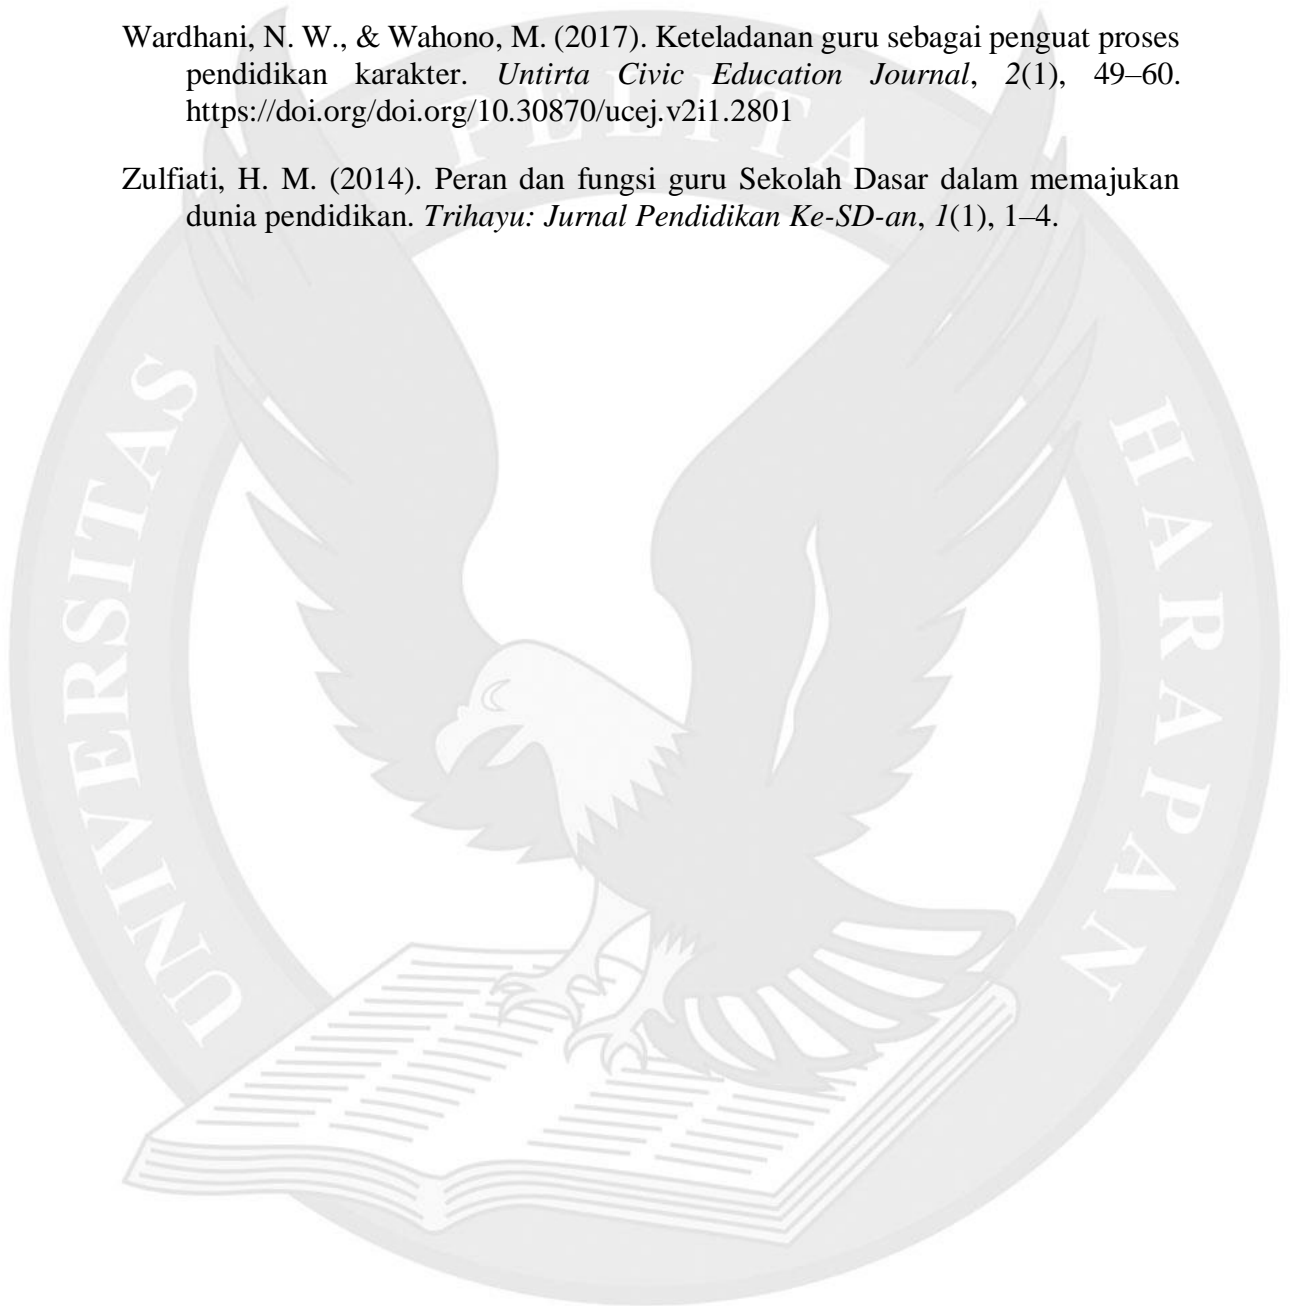 Wardhani, N. W., & Wahono, M. (2017). Keteladanan guru sebagai penguat proses
pendidikan karakter. Untirta Civic Education Journal, 2(1), 49–60.
https://doi.org/doi.org/10.30870/ucej.v2i1.2801
Zulfiati, H. M. (2014). Peran dan fungsi guru Sekolah Dasar dalam memajukan
dunia pendidikan. Trihayu: Jurnal Pendidikan Ke-SD-an, 1(1), 1–4.
UNIVERSITAS
PELITA
HARAPAN